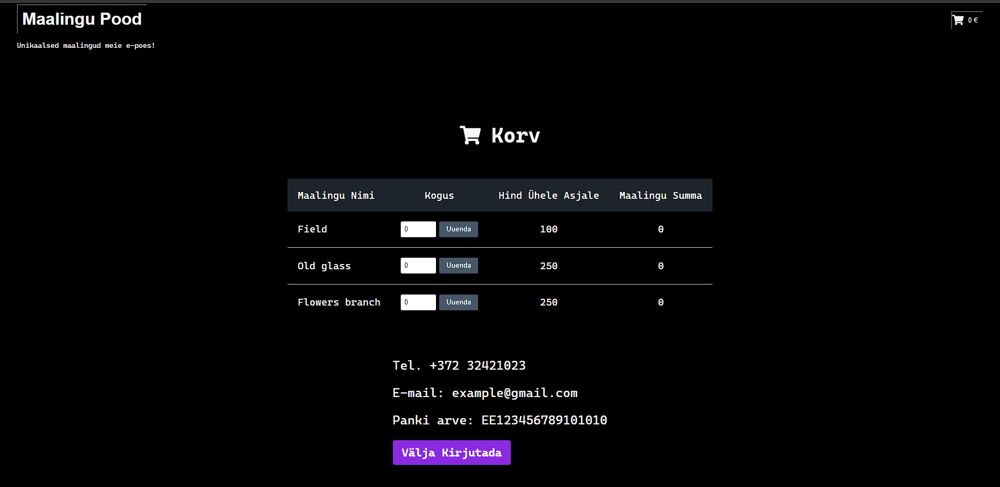 Maalingu Pood
0 €
Unikaalsed maalingud meie e-poes!
Korv
Maalingu Nimi Kogus Hind Ühele Asjale Maalingu Summa
Field 0 Uuenda 100 0
Old glass 0 Uuenda 250 0
Flowers branch 0 Uuenda 250 0
Tel. +372 32421023
E-mail: example@gmail.com
Panki arve: EE123456789101010
Välja Kirjutada